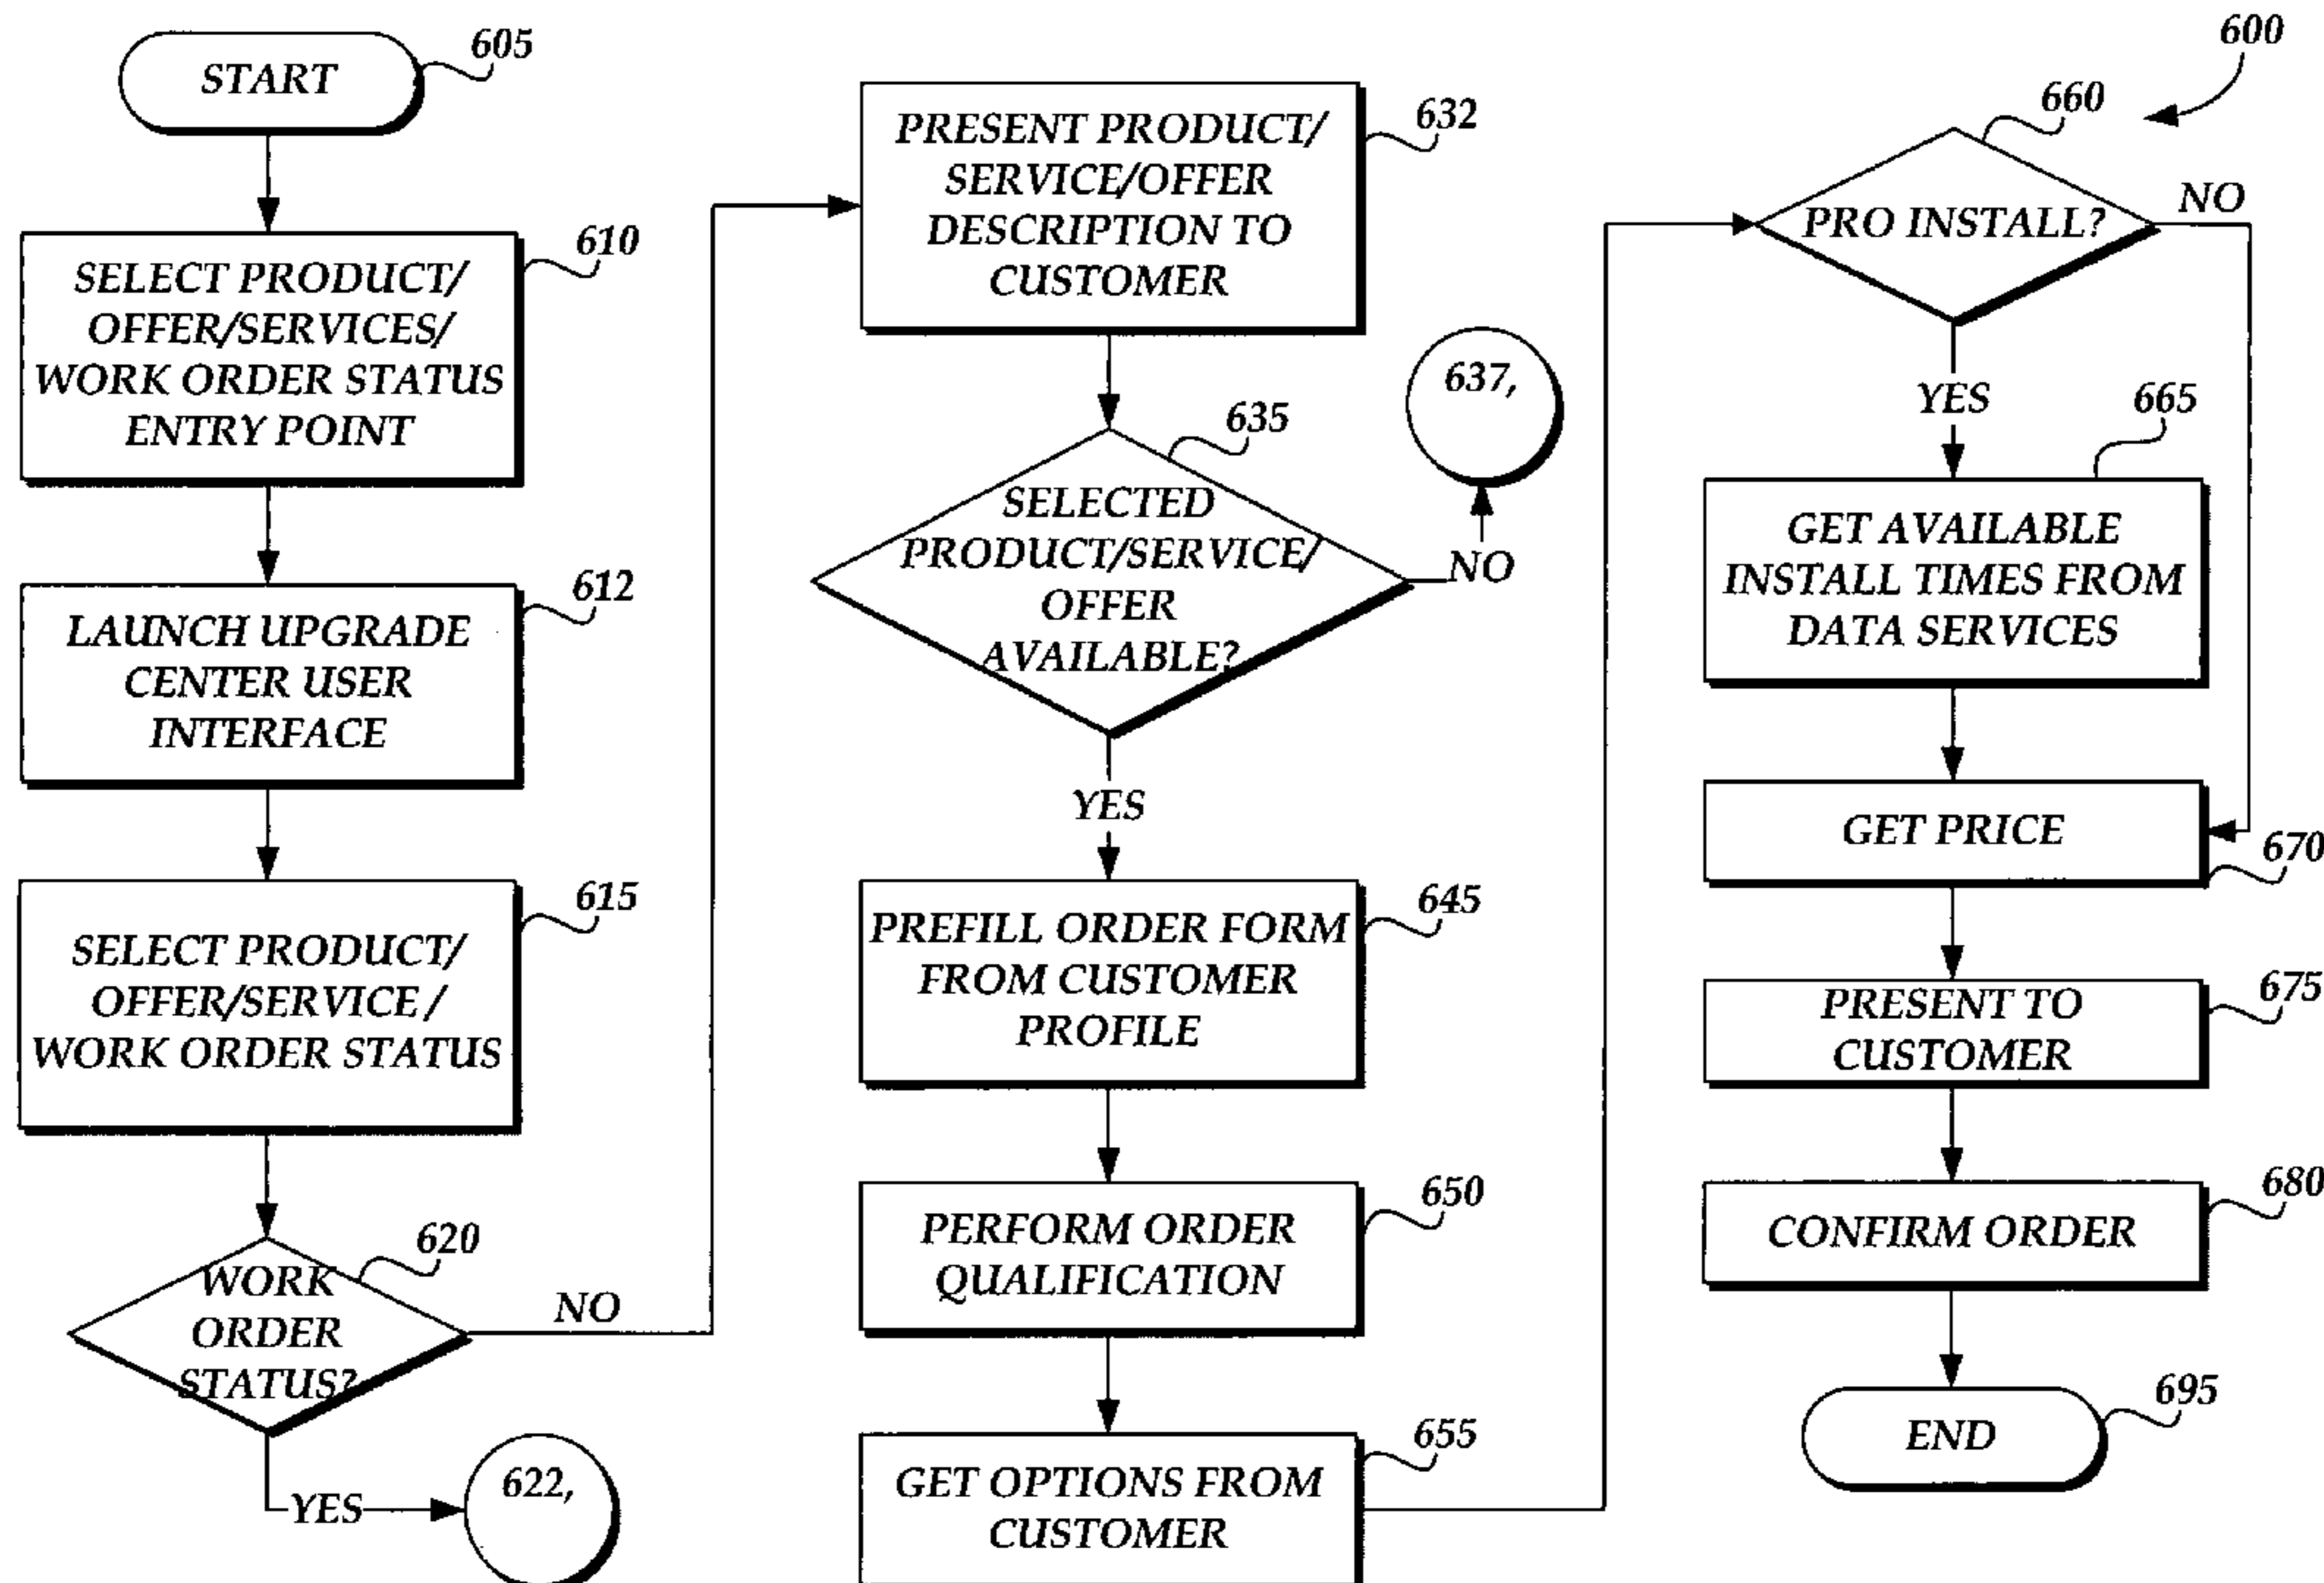 START
605
SELECT PRODUCT/
OFFER/SERVICES/
WORK ORDER STATUS
ENTRY POINT
610
LAUNCH UPGRADE
CENTER USER
INTERFACE
612
SELECT PRODUCT/
OFFER/SERVICE /
WORK ORDER STATUS
615
WORK
ORDER
STATUS?
620
NO
YES
622,
PRESENT PRODUCT/
SERVICE/OFFER
DESCRIPTION TO
CUSTOMER
632
SELECTED
PRODUCT/SERVICE/
OFFER
AVAILABLE?
635
NO
637,
YES
PREFILL ORDER FORM
FROM CUSTOMER
PROFILE
645
PERFORM ORDER
QUALIFICATION
650
GET OPTIONS FROM
CUSTOMER
655
600
PRO INSTALL?
660
NO
YES
GET AVAILABLE
INSTALL TIMES FROM
DATA SERVICES
665
GET PRICE
670
PRESENT TO
CUSTOMER
675
CONFIRM ORDER
680
END
695